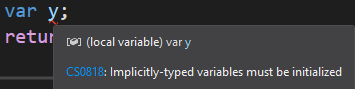 var y;
retur
(local variable) var y
CS0818: Implicitly-typed variables must be initialized